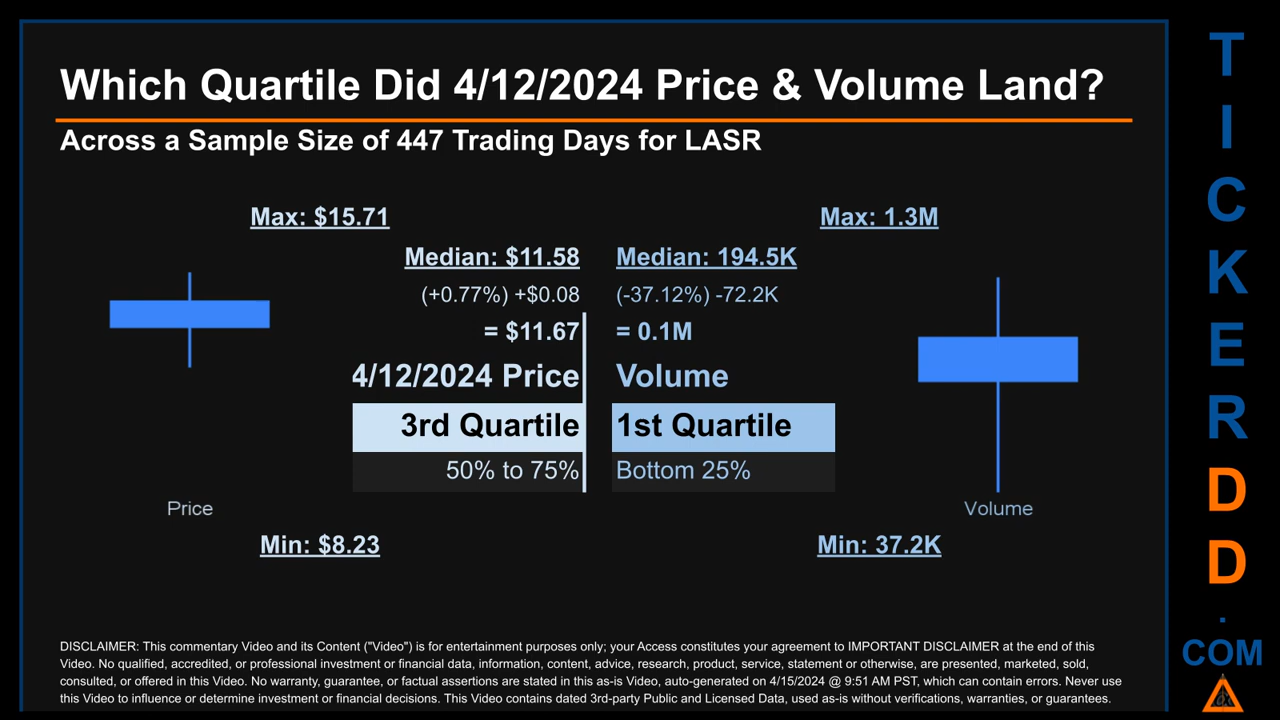 Which Quartile Did 4/12/2024 Price & Volume Land?
Across a Sample Size of 447 Trading Days for LASR
Max: $15.71
Max: 1.3M
Median: $11.58
Median: 194.5K
(+0.77%) +$0.08
(-37.12%) -72.2K
= $11.67
= 0.1M
4/12/2024 Price
Volume
3rd Quartile
1st Quartile
50% to 75%
Bottom 25%
Price
Volume
Min: $8.23
Min: 37.2K
DISCLAIMER: This commentary Video and its Content ("Video") is for entertainment purposes only; your Access constitutes your agreement to IMPORTANT DISCLAIMER at the end of this
Video. No qualified, accredited, or professional investment or financial data, information, content, advice, research, product, service, statement or otherwise, are presented, marketed, sold,
consulted, or offered in this Video. No warranty, guarantee, or factual assertions are stated in this as-is Video, auto-generated on 4/15/2024 @ 9:51 AM PST, which can contain errors. Never use
this Video to influence or determine investment or financial decisions. This Video contains dated 3rd-party Public and Licensed Data, used as-is without verifications, warranties, or guarantees.
T
I
C
K
E
R
D
D
.
COM